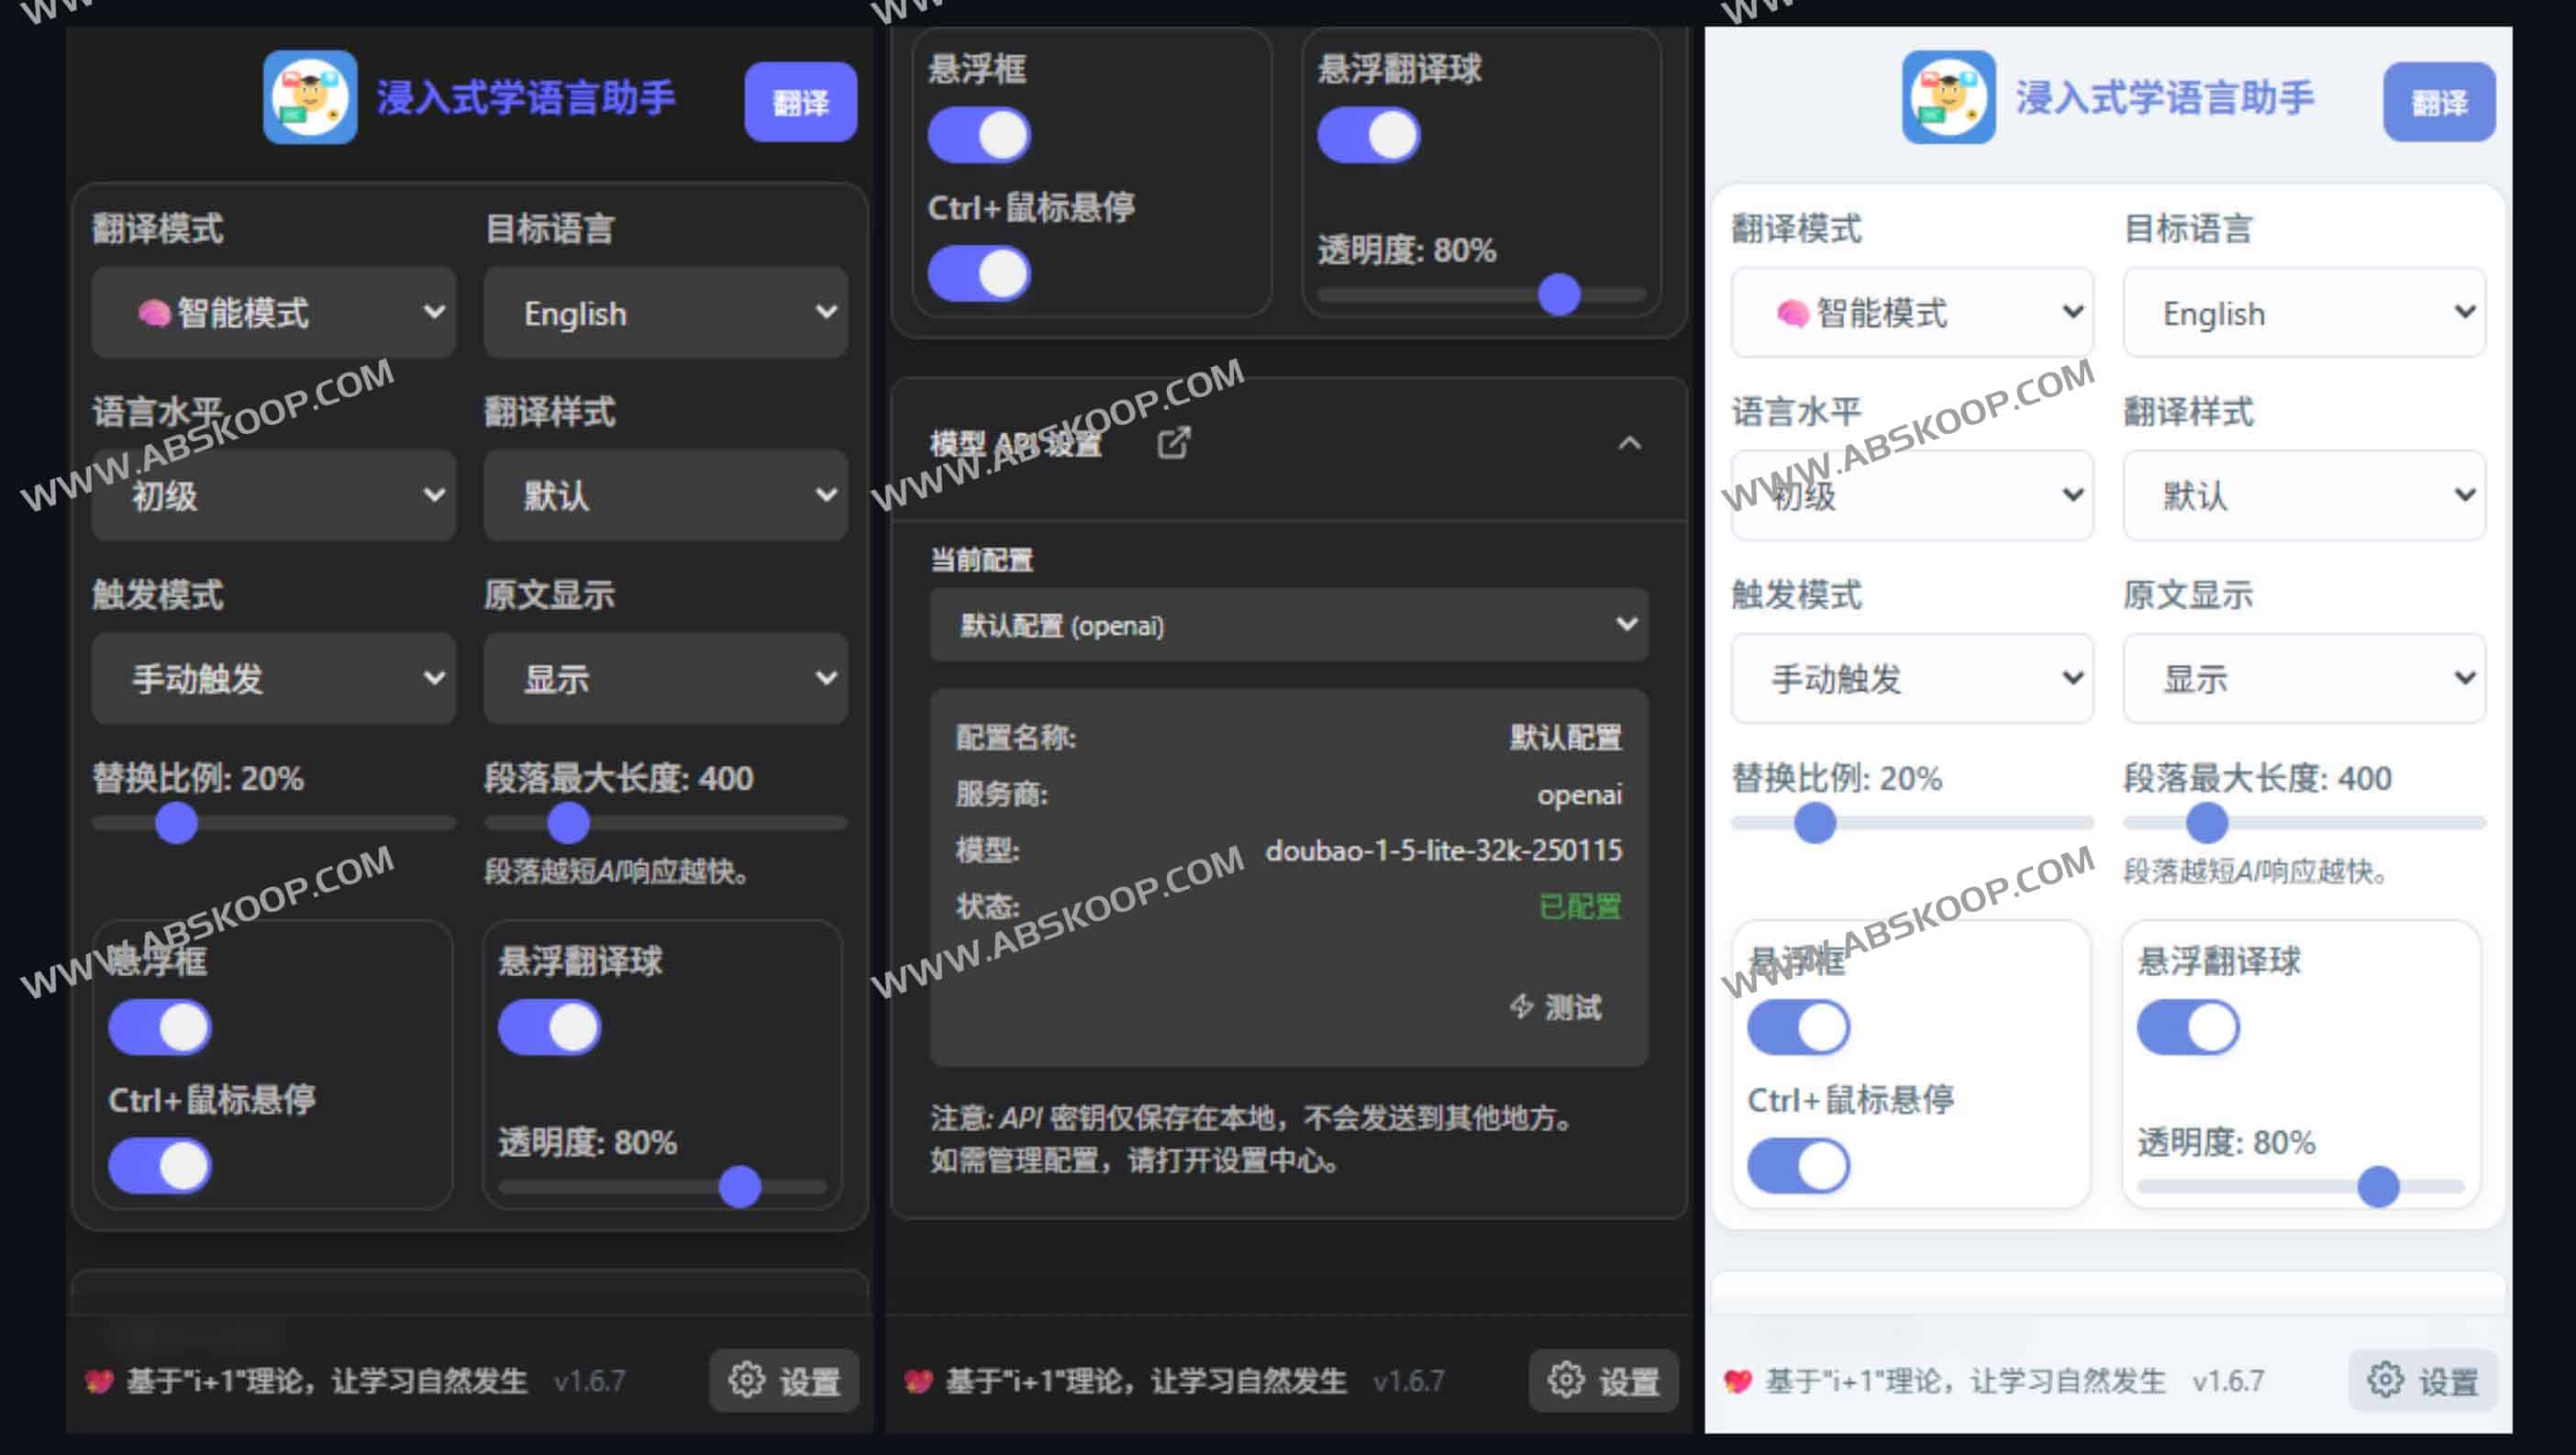 浸入式学语言助手
翻译
翻译模式
目标语言
智能模式
English
语言水平
翻译样式
初级
默认
触发模式
原文显示
手动触发
显示
替换比例: 20%
段落最大长度: 400
段落越短AI响应越快。
悬浮框
悬浮翻译球
Ctrl+鼠标悬停
透明度: 80%
基于"i+1"理论，让学习自然发生 v1.6.7
设置
悬浮框
悬浮翻译球
Ctrl+鼠标悬停
透明度: 80%
模型 API 设置
当前配置
默认配置 (openai)
配置名称: 默认配置
服务商: openai
模型: doubao-1-5-lite-32k-250115
状态: 已配置
测试
注意: API 密钥仅保存在本地，不会发送到其他地方。
如需管理配置，请打开设置中心。
基于"i+1"理论，让学习自然发生 v1.6.7
设置
浸入式学语言助手
翻译
翻译模式
目标语言
智能模式
English
语言水平
翻译样式
初级
默认
触发模式
原文显示
手动触发
显示
替换比例: 20%
段落最大长度: 400
段落越短AI响应越快。
悬浮框
悬浮翻译球
Ctrl+鼠标悬停
透明度: 80%
基于"i+1"理论，让学习自然发生 v1.6.7
设置
WWW.ABSKOOP.COM
WWW.ABSKOOP.COM
WWW.ABSKOOP.COM
WWW.ABSKOOP.COM
WWW.ABSKOOP.COM
WWW.ABSKOOP.COM